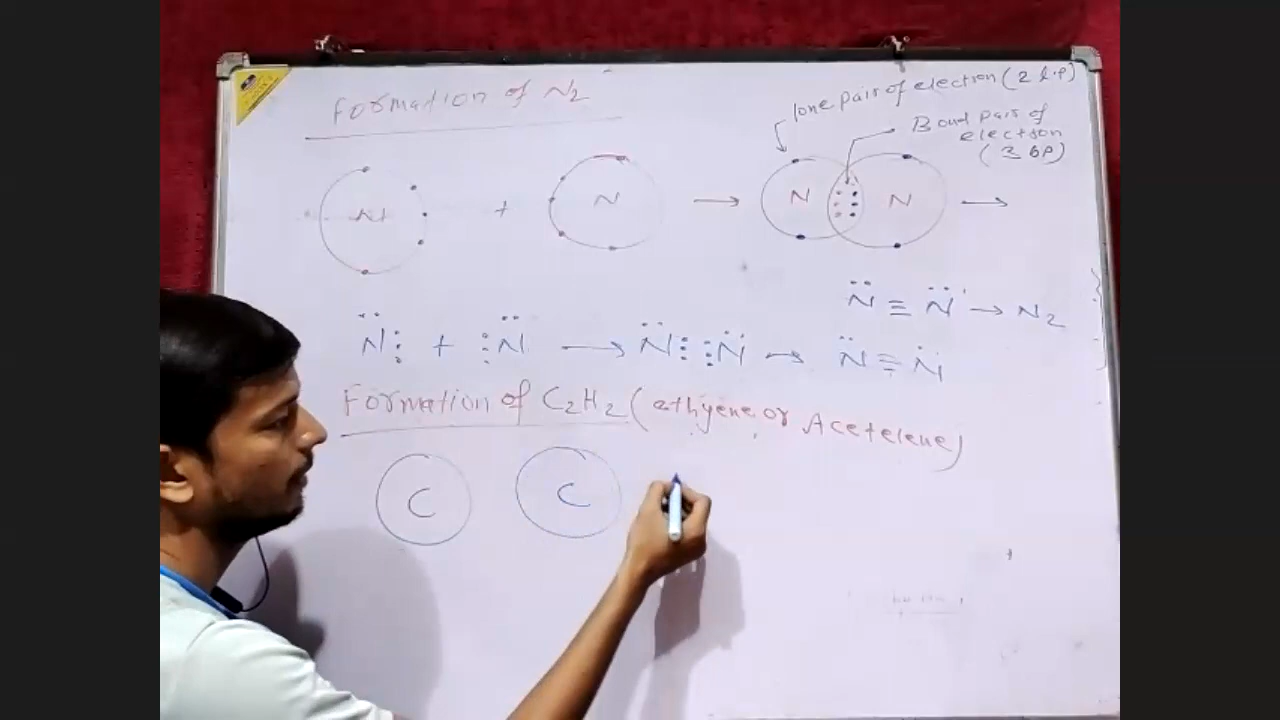 Formation of N2
lone pair of electron (2 l.p)
Bond pair of
electron
(3 BP)
N + N → N N →
N̈ ≡ N̈ → N2
N + N → N N → N ≡ N
Formation of C2H2 (ethyene or Acetelene)
C C